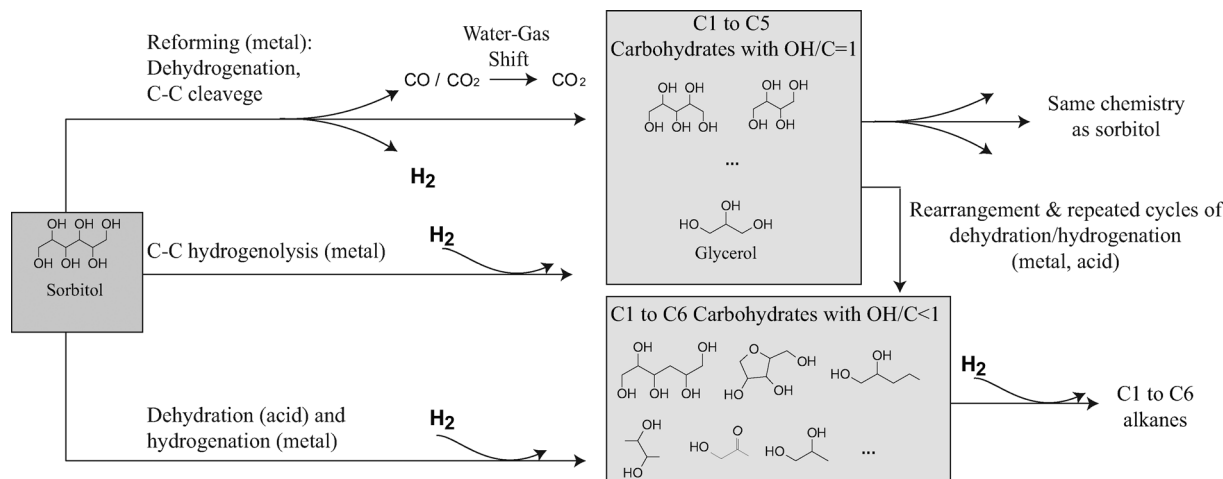 Reforming (metal):
Dehydrogenation,
C-C cleavege
Water-Gas
Shift
CO / CO₂
CO₂
H₂
C1 to C5
Carbohydrates with OH/C=1
OH OH OH
OH OH OH
OH OH
OH OH
...
OH
HO OH
Glycerol
Same chemistry
as sorbitol
Rearrangement & repeated cycles of
dehydration/hydrogenation
(metal, acid)
OH OH OH
OH OH OH
Sorbitol
C-C hydrogenolysis (metal)
H₂
Dehydration (acid) and
hydrogenation (metal)
H₂
C1 to C6 Carbohydrates with OH/C<1
OH OH
OH OH OH
O
OH
HO OH
OH
HO
OH
HO
O
HO
OH
HO
...
H₂
C1 to C6
alkanes